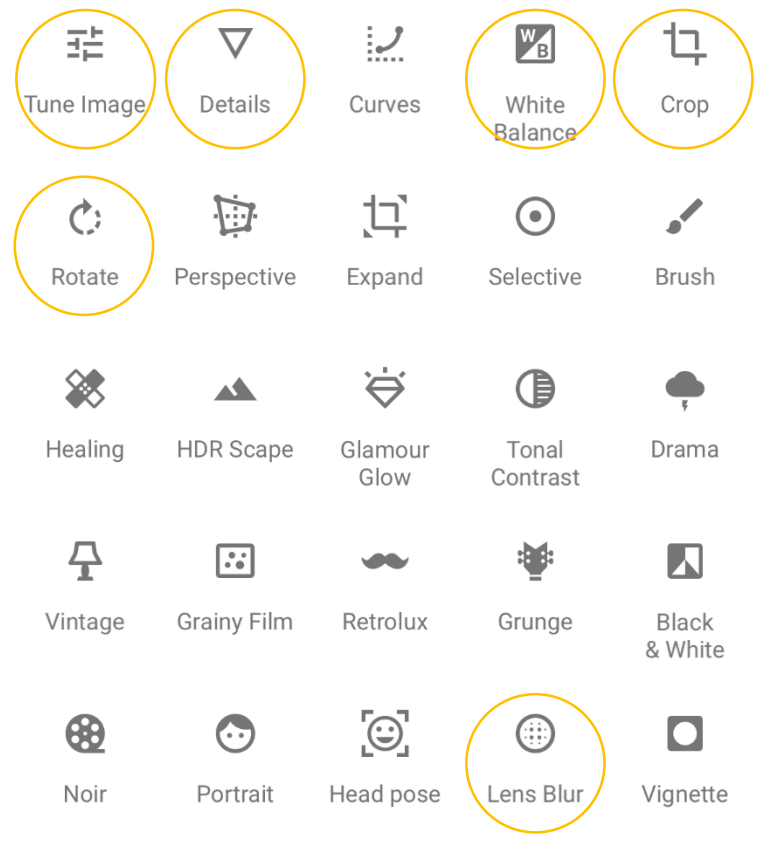 Tune Image
Details
Curves
W
B
White
Balance
Crop
Rotate
Perspective
Expand
Selective
Brush
Healing
HDR Scape
Glamour
Glow
Tonal
Contrast
Drama
Vintage
Grainy Film
Retrolux
Grunge
Black
& White
Noir
Portrait
Head pose
Lens Blur
Vignette